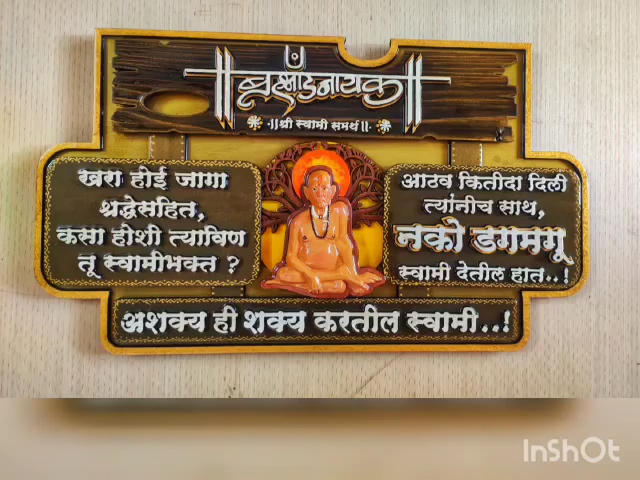 ||ब्रह्मांडनायक||
||श्री स्वामी समर्थ||
खरा होई जागा
श्रद्धेसहित,
कसा होशी त्याविण
तू स्वामीभक्त ?
आठव कितीदा दिली
त्यांनीच साथ,
नको डगमगू
स्वामी देतील हात..!
अशक्य ही शक्य करतील स्वामी..!
InShOt